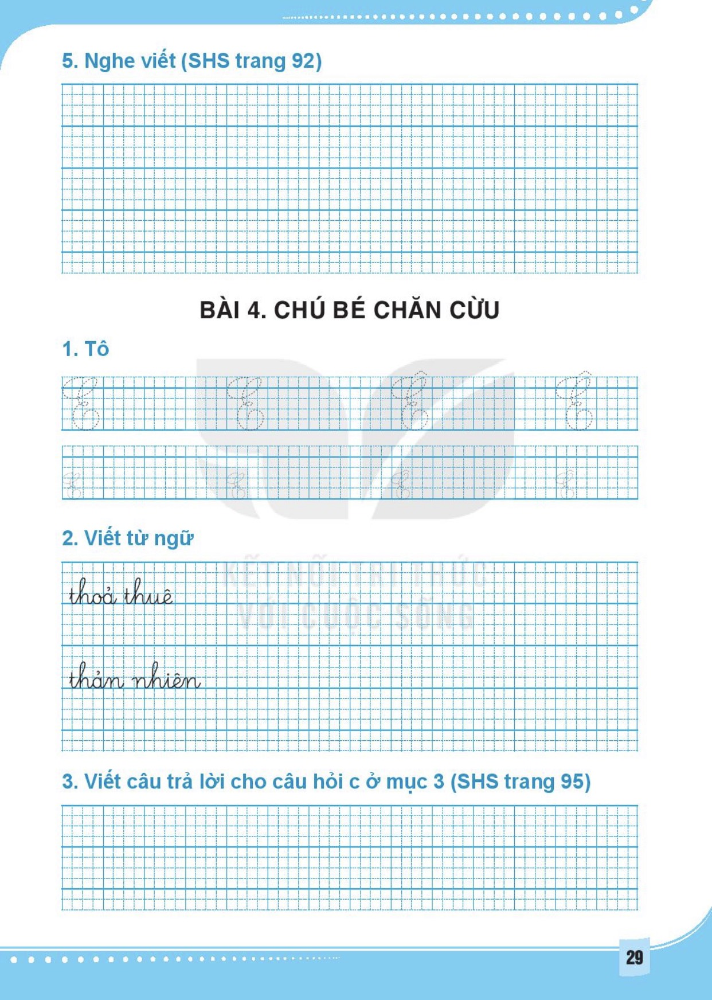 5. Nghe viết (SHS trang 92)
BÀI 4. CHÚ BÉ CHĂN CỪU
1. Tô
E E Ê Ê
E E Ê Ê
2. Viết từ ngữ
KẾT NỐI TRI THỨC
thoả thuê
VỚI CUỘC SỐNG
thản nhiên
3. Viết câu trả lời cho câu hỏi c ở mục 3 (SHS trang 95)
29